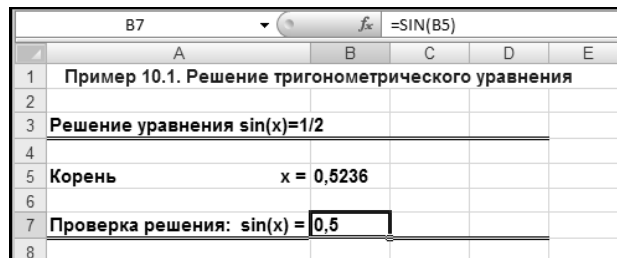 B7 fx =SIN(B5)
A B C D E
1 Пример 10.1. Решение тригонометрического уравнения
2
3 Решение уравнения sin(x)=1/2
4
5 Корень x = 0,5236
6
7 Проверка решения: sin(x) = 0,5
8